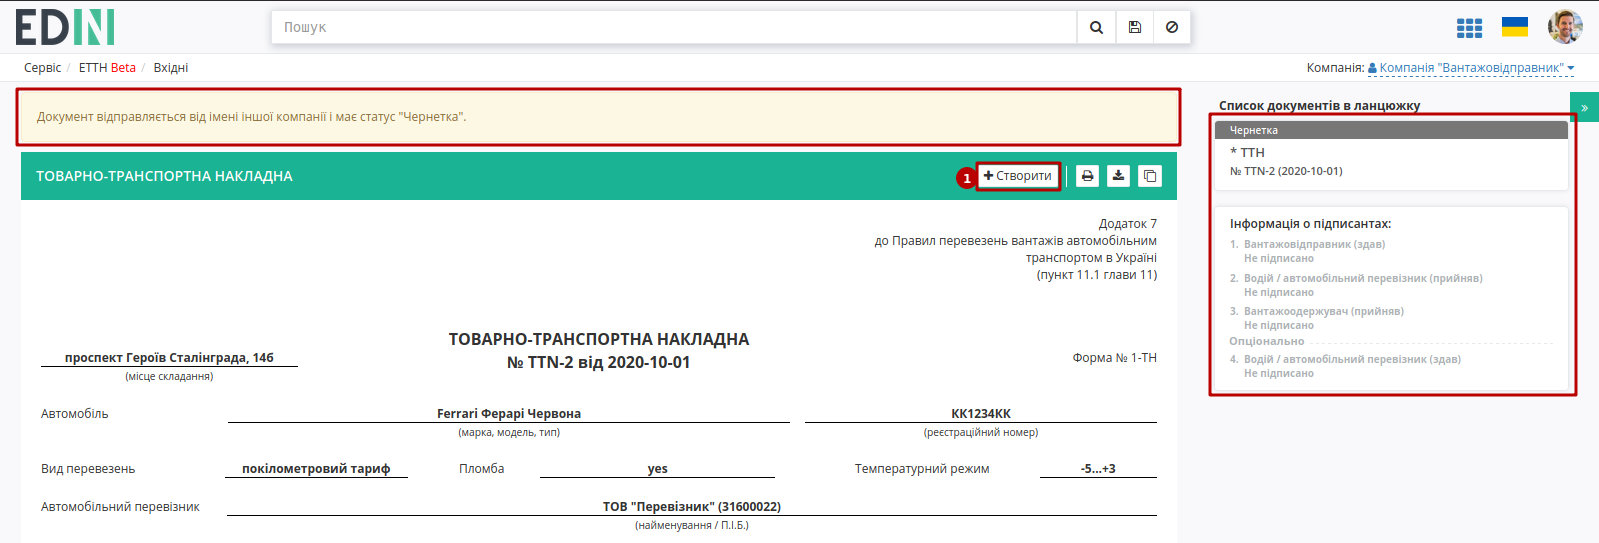 EDIN
Пошук
Сервіс / ЕТТН Beta / Вхідні
Компанія: Компанія "Вантажовідправник"
Документ відправляється від імені іншої компанії і має статус "Чернетка".
ТОВАРНО-ТРАНСПОРТНА НАКЛАДНА
1
+ Створити
Додаток 7
до Правил перевезень вантажів автомобільним
транспортом в Україні
(пункт 11.1 глави 11)
ТОВАРНО-ТРАНСПОРТНА НАКЛАДНА
№ TTN-2 від 2020-10-01
проспект Героїв Сталінграда, 14б
(місце складання)
Форма № 1-ТН
Автомобіль
Ferrari Ферарі Червона
(марка, модель, тип)
КК1234КК
(реєстраційний номер)
Вид перевезень
покілометровий тариф
Пломба
yes
Температурний режим
-5...+3
Автомобільний перевізник
ТОВ "Перевізник" (31600022)
(найменування / П.І.Б.)
Список документів в ланцюжку
»
Чернетка
* ТТН
№ TTN-2 (2020-10-01)
Інформація о підписантах:
1. Вантажовідправник (здав)
Не підписано
2. Водій / автомобільний перевізник (прийняв)
Не підписано
3. Вантажоодержувач (прийняв)
Не підписано
Опціонально
4. Водій / автомобільний перевізник (здав)
Не підписано